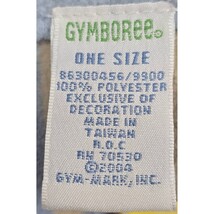 GYMBOREE®
ONE SIZE
86300456/9900
100% POLYESTER
EXCLUSIVE OF
DECORATION
MADE IN
TAIWAN
R.O.C
RN 70530
©2004
GYM-MARK, INC.